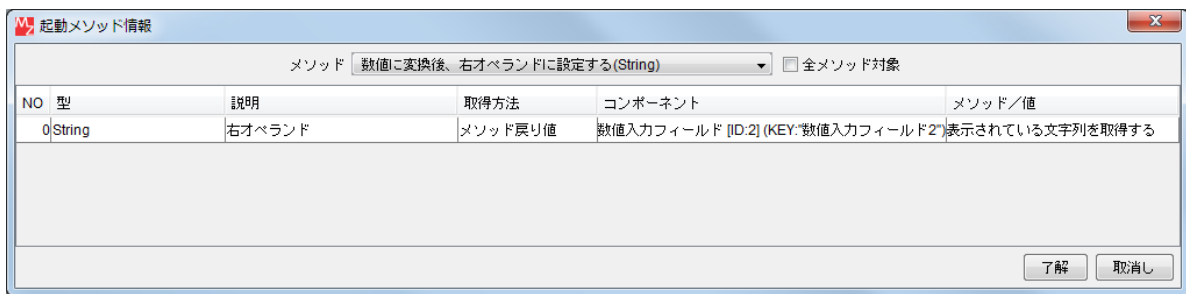 起動メソッド情報
メソッド 数値に変換後、右オペランドに設定する(String) 全メソッド対象
NO 型 説明 取得方法 コンポーネント メソッド／値
0 String 右オペランド メソッド戻り値 数値入力フィールド [ID:2] (KEY:"数値入力フィールド2") 表示されている文字列を取得する
了解 取消し